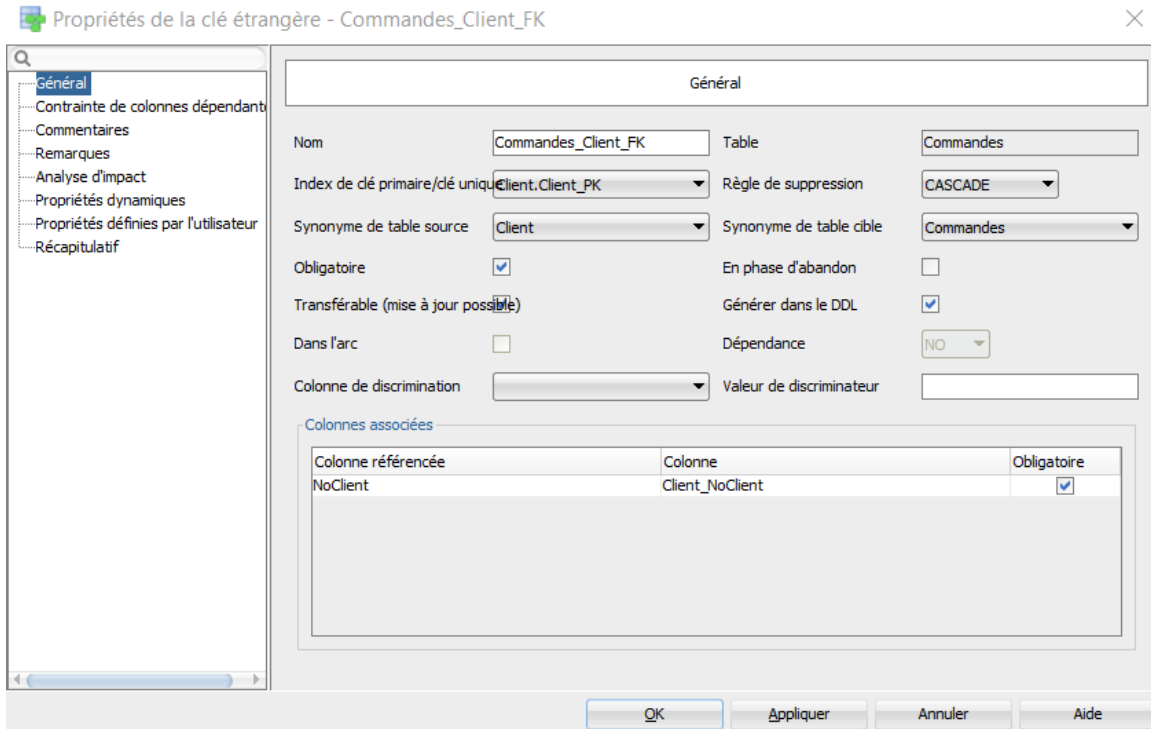 Propriétés de la clé étrangère - Commandes_Client_FK
Général
Contrainte de colonnes dépendant
Commentaires
Remarques
Analyse d'impact
Propriétés dynamiques
Propriétés définies par l'utilisateur
Récapitulatif
Général
Nom Commandes_Client_FK Table Commandes
Index de clé primaire/clé unique Client.Client_PK Règle de suppression CASCADE
Synonyme de table source Client Synonyme de table cible Commandes
Obligatoire En phase d'abandon
Transférable (mise à jour possible) Générer dans le DDL
Dans l'arc Dépendance NO
Colonne de discrimination Valeur de discriminateur
Colonnes associées
Colonne référencée Colonne Obligatoire
NoClient Client_NoClient
OK Appliquer Annuler Aide